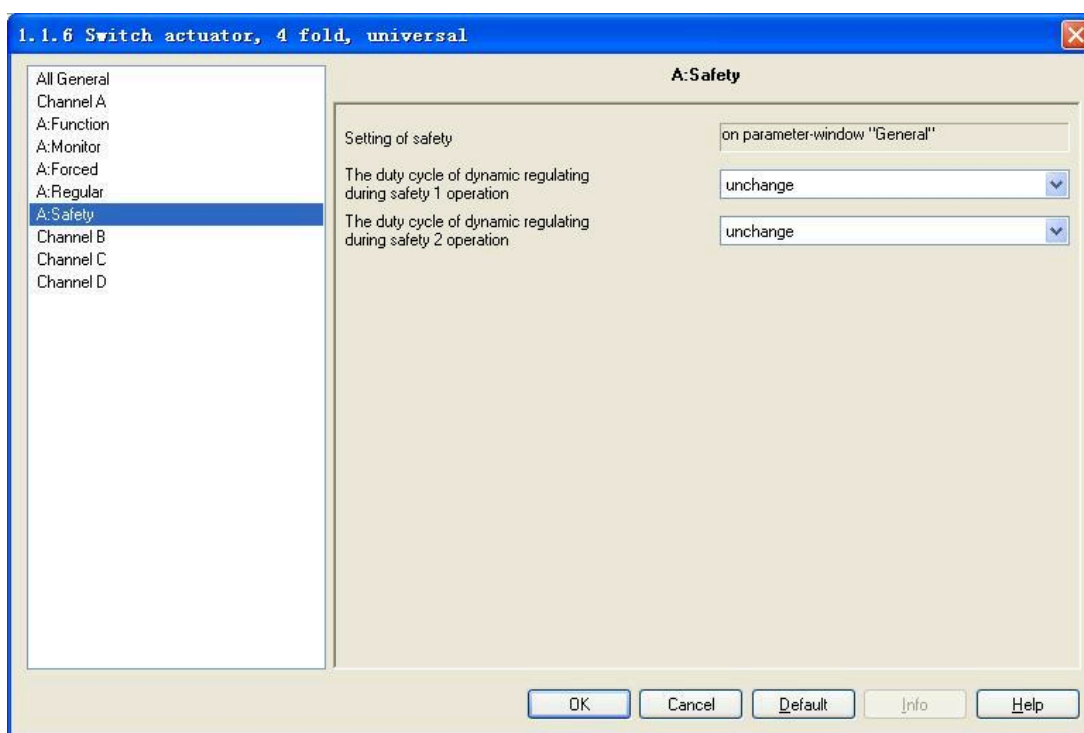 1.1.6 Switch actuator, 4 fold, universal
All General
Channel A
A:Function
A:Monitor
A:Forced
A:Regular
A:Safety
Channel B
Channel C
Channel D
A:Safety
Setting of safety
on parameter-window "General"
The duty cycle of dynamic regulating
during safety 1 operation
unchange
The duty cycle of dynamic regulating
during safety 2 operation
unchange
OK
Cancel
Default
Info
Help